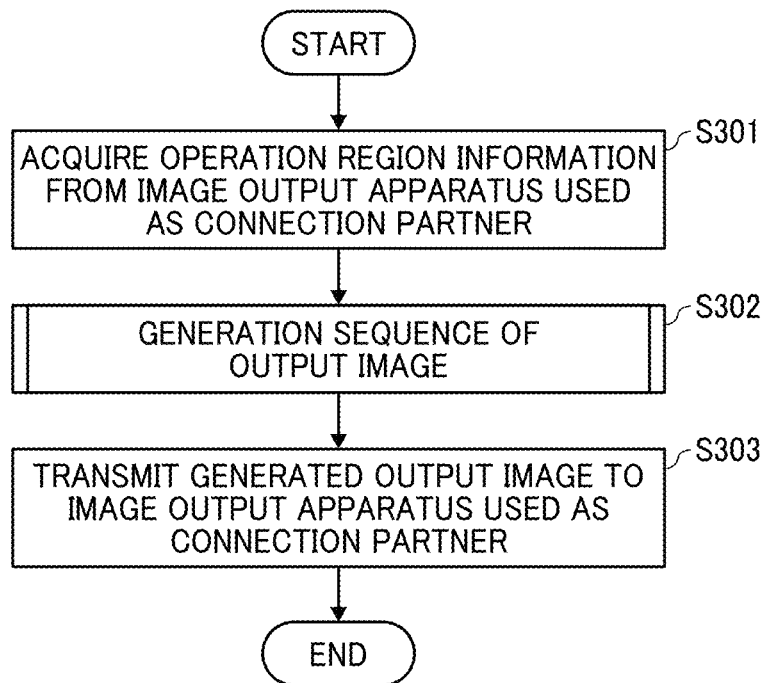 START
S301
ACQUIRE OPERATION REGION INFORMATION
FROM IMAGE OUTPUT APPARATUS USED
AS CONNECTION PARTNER
S302
GENERATION SEQUENCE OF
OUTPUT IMAGE
S303
TRANSMIT GENERATED OUTPUT IMAGE TO
IMAGE OUTPUT APPARATUS USED AS
CONNECTION PARTNER
END